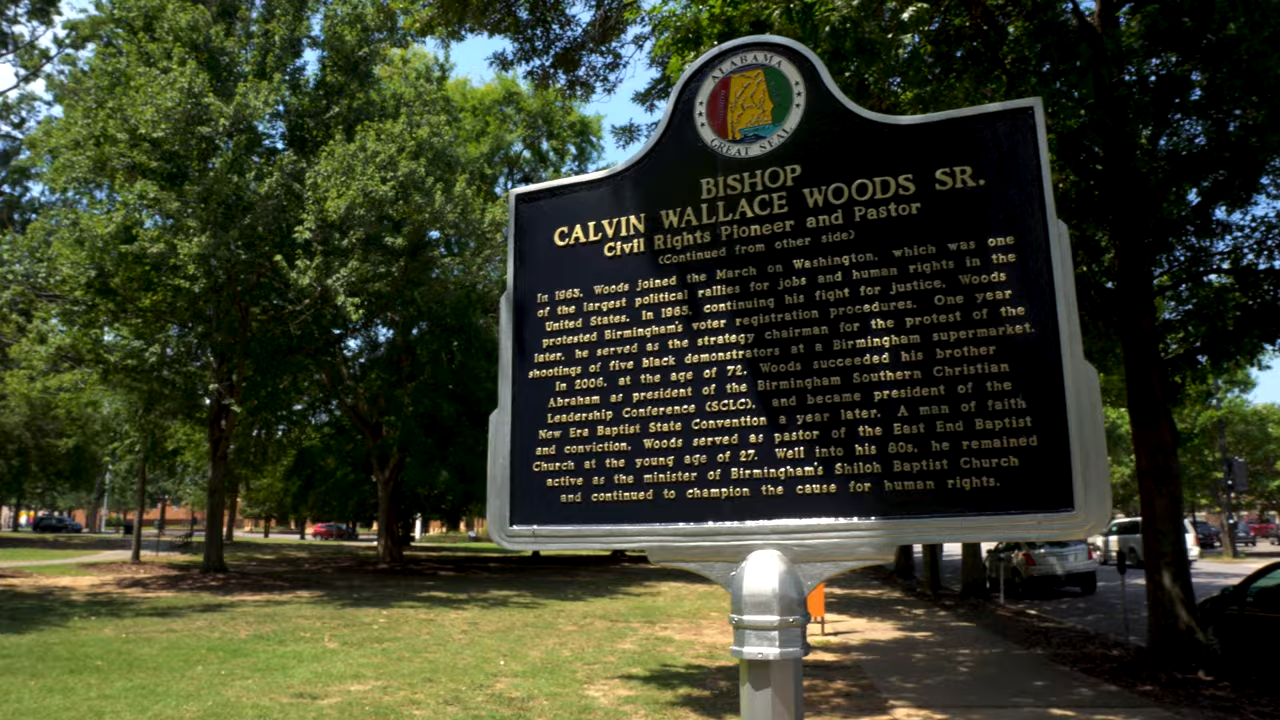 ALABAMA
GREAT SEAL
BISHOP
CALVIN WALLACE WOODS SR.
Civil Rights Pioneer and Pastor
(Continued from other side)
In 1963, Woods joined the March on Washington, which was one
of the largest political rallies for jobs and human rights in the
United States. In 1965, continuing his fight for justice, Woods
protested Birmingham's voter registration procedures. One year
later, he served as the strategy chairman for the protest of the
shootings of five black demonstrators at a Birmingham supermarket.
In 2006, at the age of 72, Woods succeeded his brother
Abraham as president of the Birmingham Southern Christian
Leadership Conference (SCLC), and became president of the
New Era Baptist State Convention a year later. A man of faith
and conviction, Woods served as pastor of the East End Baptist
Church at the young age of 27. Well into his 80s, he remained
active as the minister of Birmingham's Shiloh Baptist Church
and continued to champion the cause for human rights.